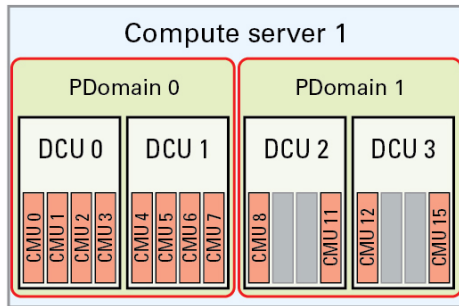 Compute server 1
PDomain 0
PDomain 1
DCU 0
DCU 1
DCU 2
DCU 3
CMU 0
CMU 1
CMU 2
CMU 3
CMU 4
CMU 5
CMU 6
CMU 7
CMU 8
CMU 11
CMU 12
CMU 15